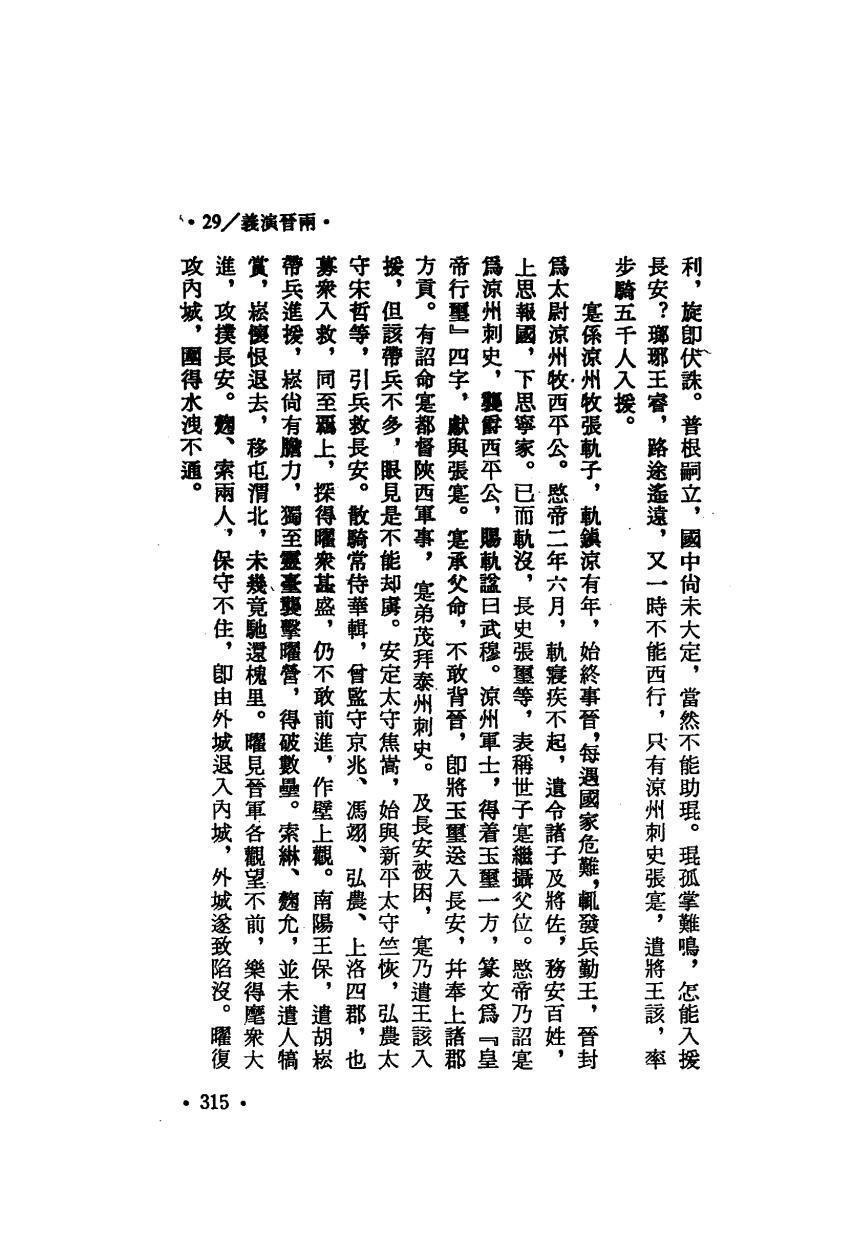 •29/義演晉兩•
利，旋卽伏誅。普根嗣立，國中尙未大定，當然不能助琨。琨孤掌難鳴，怎能入援
長安？瑯琊王睿，路途遙遠，又一時不能西行，只有涼州刺史張寔，遣將王該，率
步騎五千人入援。
寔係涼州牧張軌子，軌鎭涼有年，始終事晉，每遇國家危難，輒發兵勤王，晉封
爲太尉涼州牧西平公。愍帝二年六月，軌寢疾不起，遺令諸子及將佐，務安百姓，
上思報國，下思寧家。已而軌沒，長史張璽等，表稱世子寔繼攝父位。愍帝乃詔寔
爲涼州刺史，襲爵西平公，賜軌諡曰武穆。涼州軍士，得着玉璽一方，篆文爲『皇
帝行璽』四字，獻與張寔。寔承父命，不敢背晉，卽將玉璽送入長安，幷奉上諸郡
方貢。有詔命寔都督陝西軍事，寔弟茂拜秦州刺史。及長安被困，寔乃遣王該入
援，但該帶兵不多，眼見是不能却虜。安定太守焦嵩，始與新平太守竺恢，弘農太
守宋哲等，引兵救長安。散騎常侍華輯，曾監守京兆、馮翊、弘農、上洛四郡，也
募衆入救，同至霸上，探得曜衆甚盛，仍不敢前進，作壁上觀。南陽王保，遣胡崧
帶兵進援，崧尙有膽力，獨至靈臺襲擊曜營，得破數壘。索綝、麴允，並未遣人犒
賞，崧懷恨退去，移屯渭北，未幾竟馳還槐里。曜見晉軍各觀望不前，樂得麾衆大
進，攻撲長安。麴、索兩人，保守不住，卽由外城退入內城，外城遂致陷沒。曜復
攻內城，圍得水洩不通。
•315•